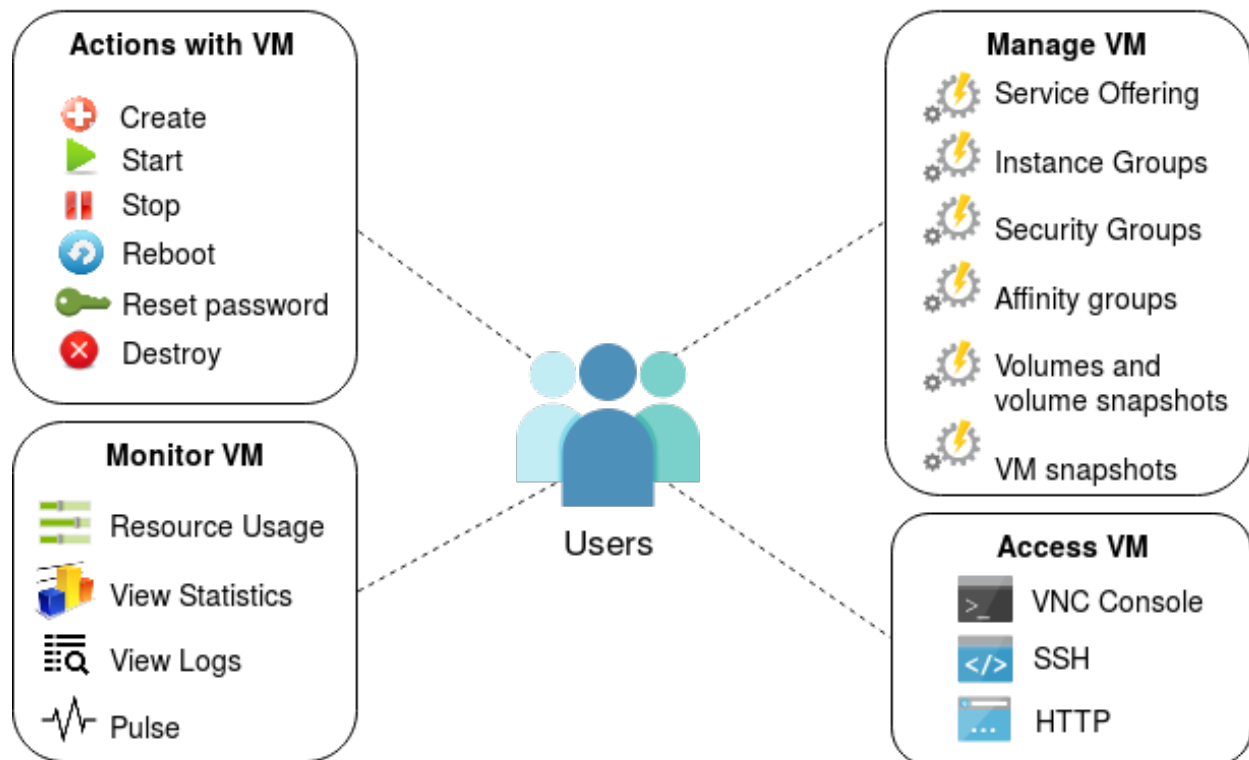 Actions with VM
Create
Start
Stop
Reboot
Reset password
Destroy
Monitor VM
Resource Usage
View Statistics
View Logs
Pulse
Users
Manage VM
Service Offering
Instance Groups
Security Groups
Affinity groups
Volumes and
volume snapshots
VM snapshots
Access VM
VNC Console
SSH
HTTP